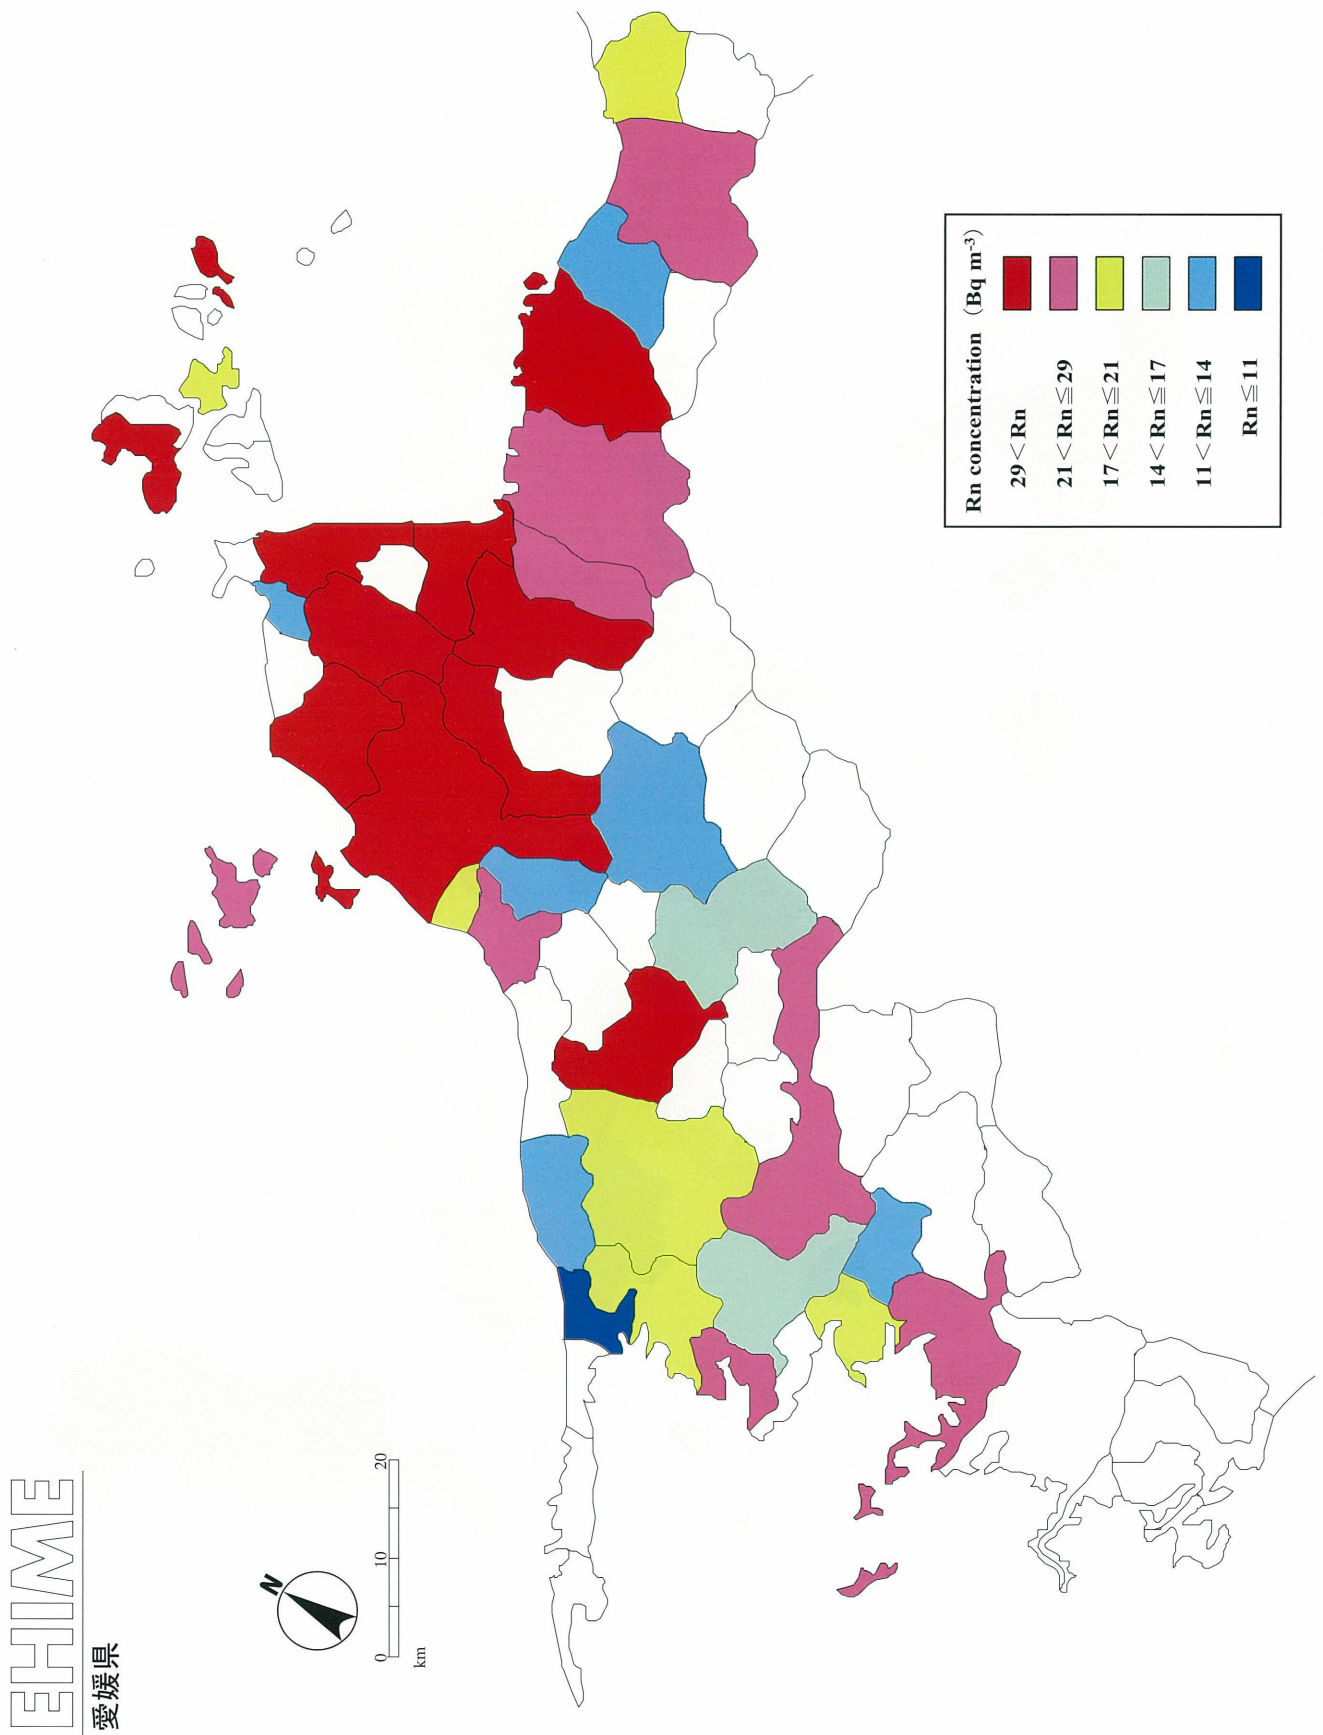 EHIME
愛媛県
N
0 10 20
km
Rn concentration (Bq m-3)
29<Rn
21<Rn≦29
17<Rn≦21
14<Rn≦17
11<Rn≦14
Rn≦11